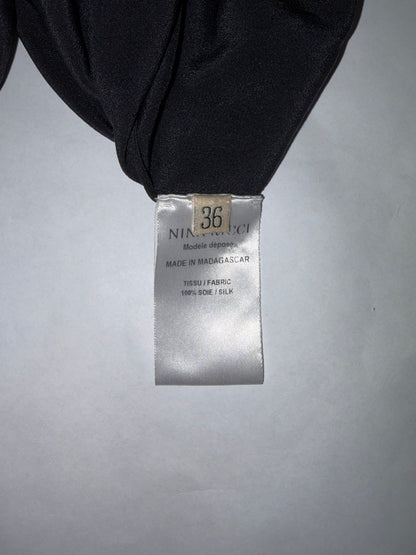 36
NINA RICCI
Modele depose
MADE IN MADAGASCAR
TISSU / FABRIC
100% SOIE / SILK